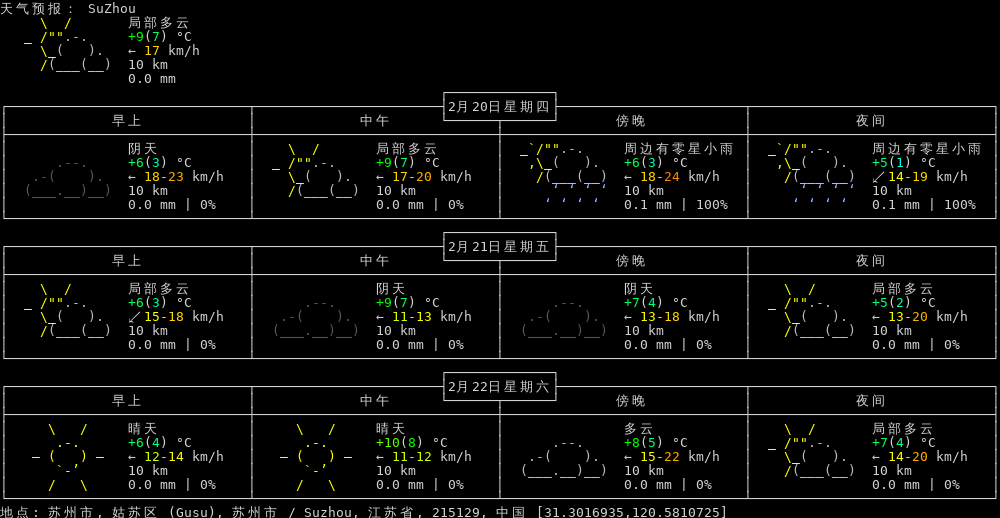 天气预报： SuZhou
局部多云
+9(7) °C
← 17 km/h
10 km
0.0 mm
2月20日星期四
早上 中午 傍晚 夜间
阴天 局部多云 周边有零星小雨 周边有零星小雨
+6(3) °C +9(7) °C +6(3) °C +5(1) °C
← 18-23 km/h ← 17-20 km/h ← 18-24 km/h ↙ 14-19 km/h
10 km 10 km 10 km 10 km
0.0 mm | 0% 0.0 mm | 0% 0.1 mm | 100% 0.1 mm | 100%
2月21日星期五
早上 中午 傍晚 夜间
局部多云 阴天 阴天 局部多云
+6(3) °C +9(7) °C +7(4) °C +5(2) °C
↙ 15-18 km/h ← 11-13 km/h ← 13-18 km/h ← 13-20 km/h
10 km 10 km 10 km 10 km
0.0 mm | 0% 0.0 mm | 0% 0.0 mm | 0% 0.0 mm | 0%
2月22日星期六
早上 中午 傍晚 夜间
晴天 晴天 多云 局部多云
+6(4) °C +10(8) °C +8(5) °C +7(4) °C
← 12-14 km/h ← 11-12 km/h ← 15-22 km/h ← 14-20 km/h
10 km 10 km 10 km 10 km
0.0 mm | 0% 0.0 mm | 0% 0.0 mm | 0% 0.0 mm | 0%
地点: 苏州市, 姑苏区 (Gusu), 苏州市 / Suzhou, 江苏省, 215129, 中国 [31.3016935,120.5810725]